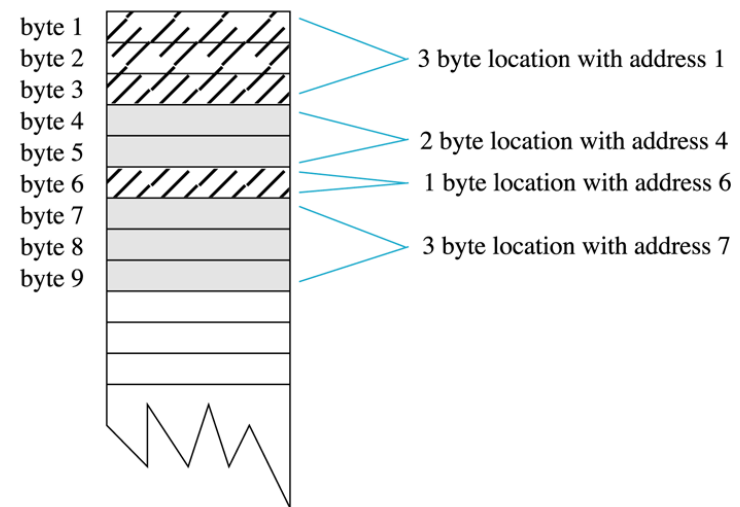 byte 1
byte 2
byte 3
3 byte location with address 1
byte 4
byte 5
2 byte location with address 4
byte 6
1 byte location with address 6
byte 7
byte 8
3 byte location with address 7
byte 9